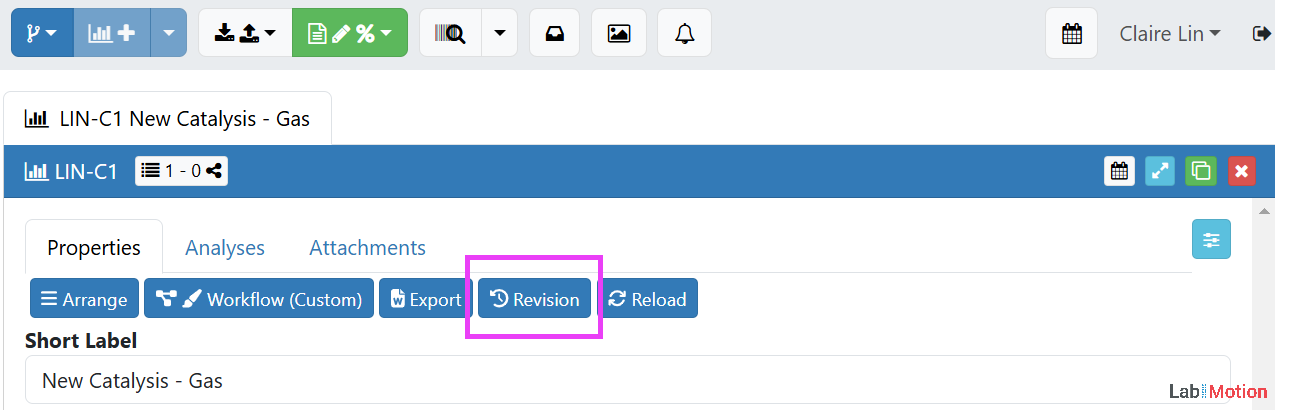 Claire Lin
LIN-C1 New Catalysis - Gas
LIN-C1 1 - 0
Properties Analyses Attachments
Arrange Workflow (Custom) Export Revision Reload
Short Label
New Catalysis - Gas
LabIMotion